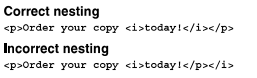 Correct nesting
<p>Order your copy <i>today!</i></p>
Incorrect nesting
<p>Order your copy <i>today!</p></i>